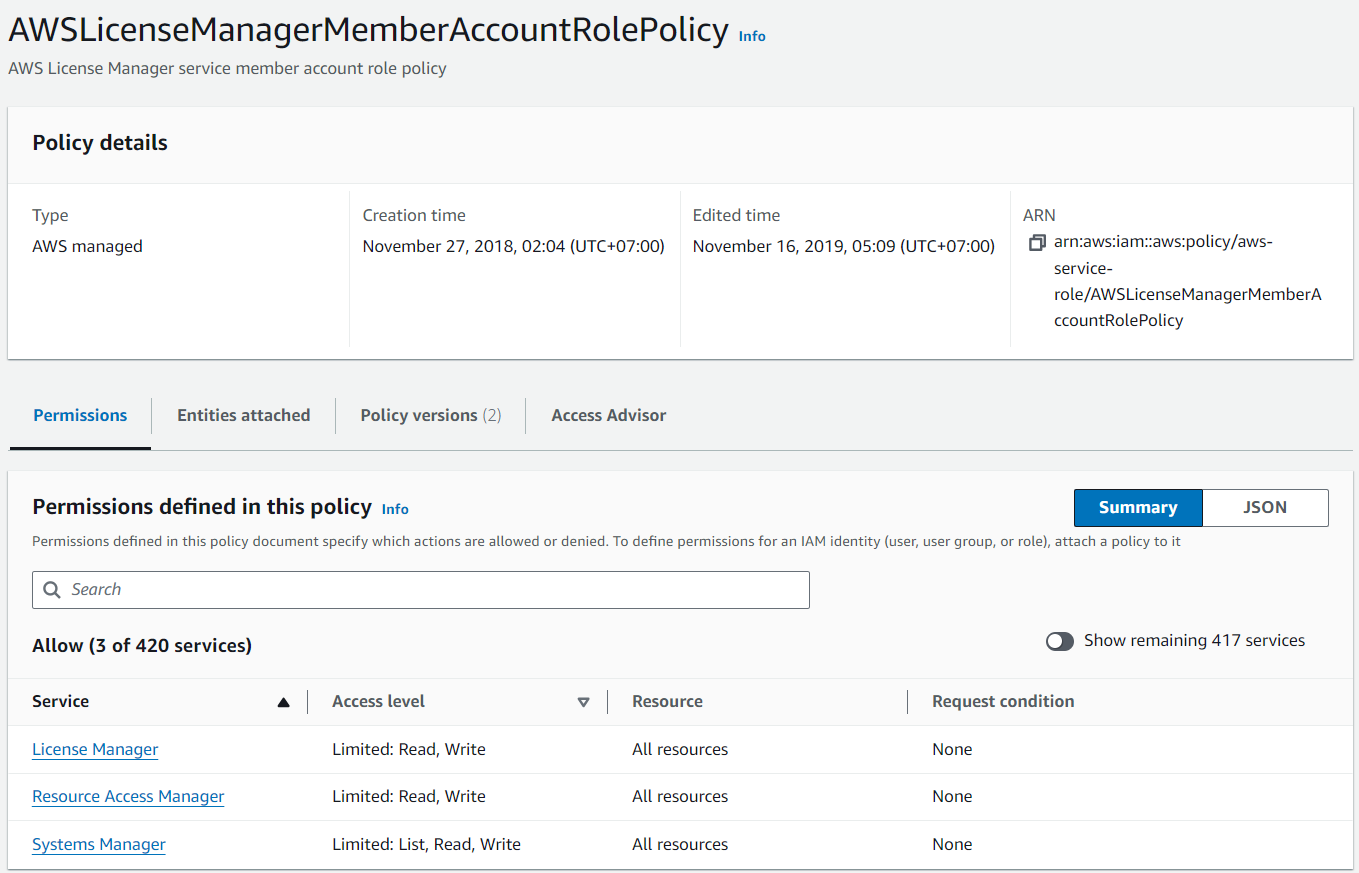 AWSLicenseManagerMemberAccountRolePolicy Info
AWS License Manager service member account role policy
Policy details
Type
AWS managed
Creation time
November 27, 2018, 02:04 (UTC+07:00)
Edited time
November 16, 2019, 05:09 (UTC+07:00)
ARN
arn:aws:iam::aws:policy/aws-
service-
role/AWSLicenseManagerMemberA
ccountRolePolicy
Permissions Entities attached Policy versions (2) Access Advisor
Permissions defined in this policy Info
Summary JSON
Permissions defined in this policy document specify which actions are allowed or denied. To define permissions for an IAM identity (user, user group, or role), attach a policy to it
Search
Allow (3 of 420 services)
Show remaining 417 services
Service Access level Resource Request condition
License Manager Limited: Read, Write All resources None
Resource Access Manager Limited: Read, Write All resources None
Systems Manager Limited: List, Read, Write All resources None